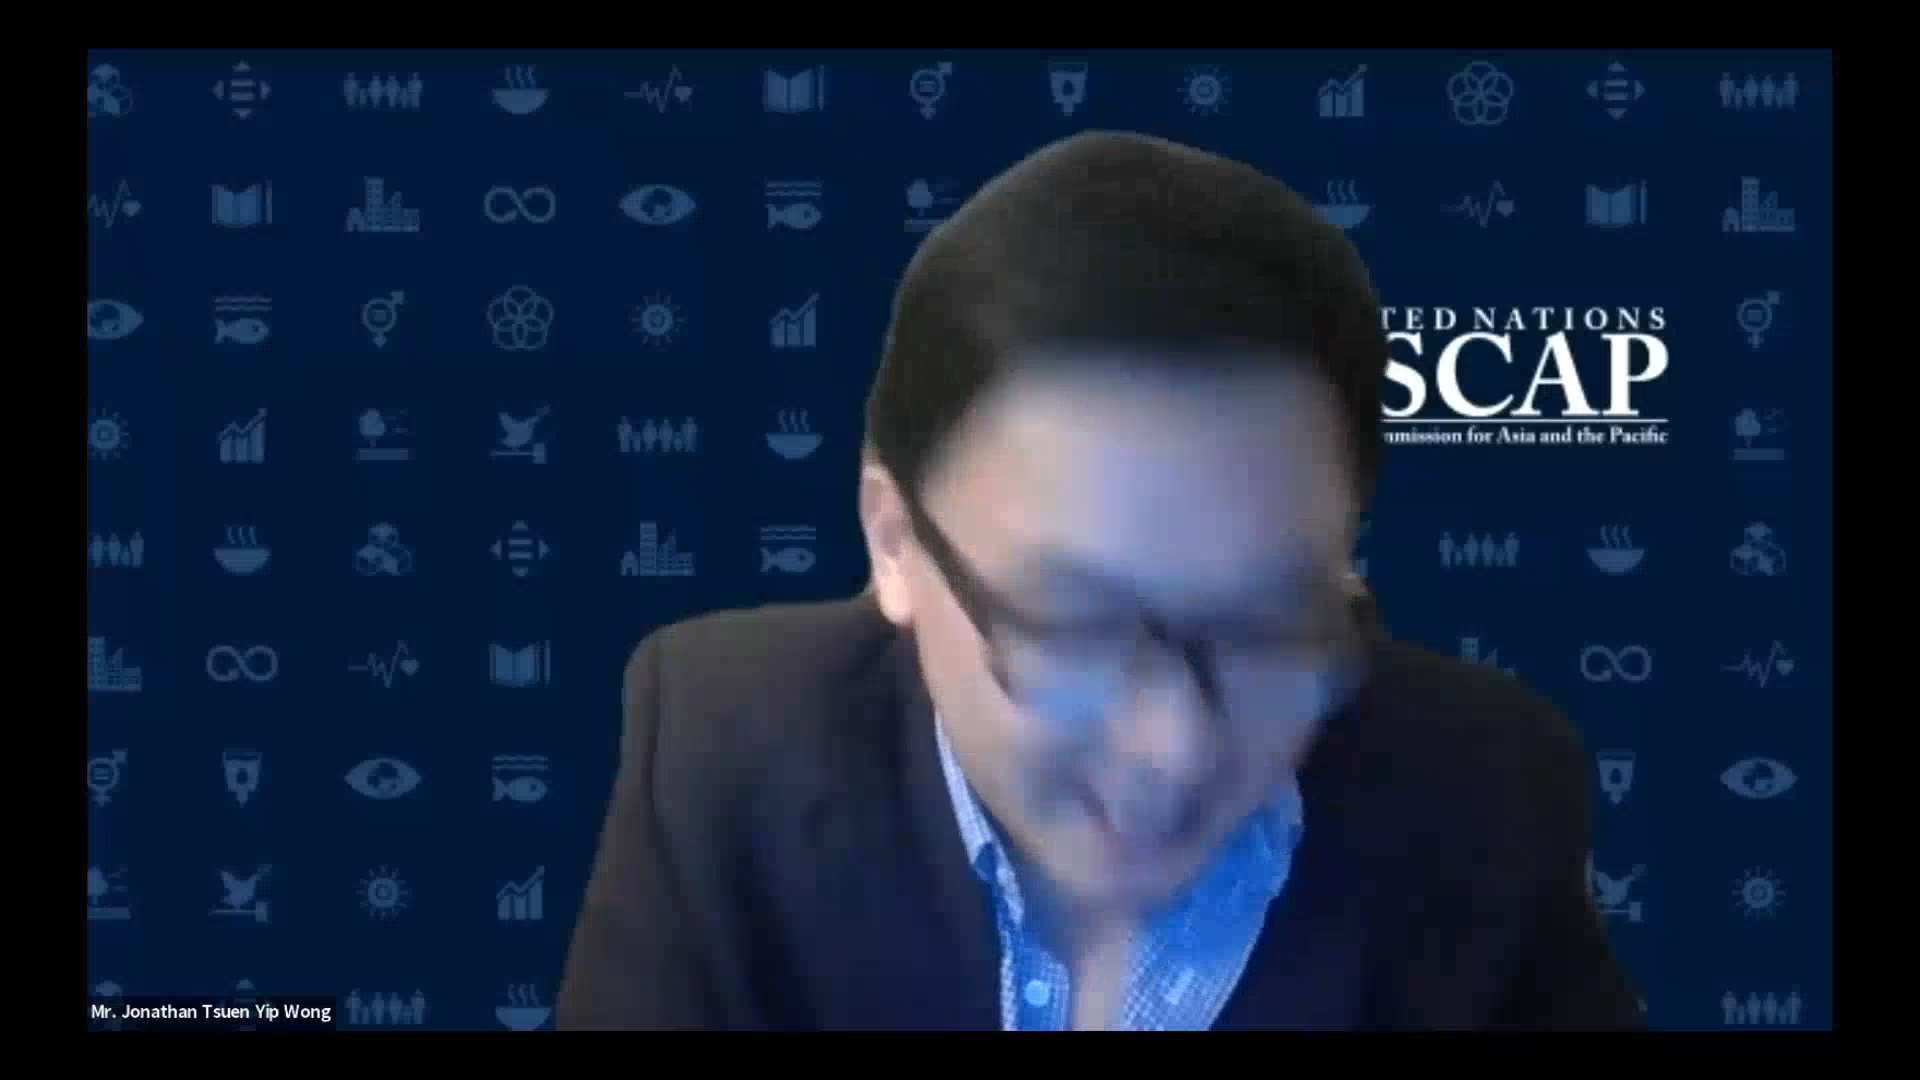 TED NATIONS
SCAP
mmission for Asia and the Pacific
Mr. Jonathan Tsuen Yip Wong